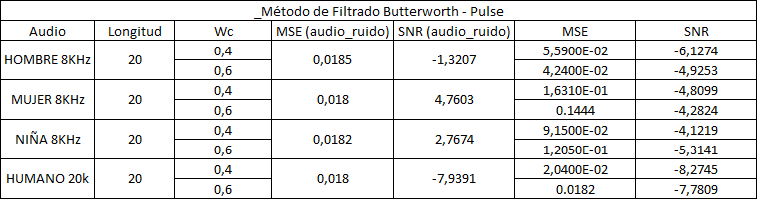 _Método de Filtrado Butterworth - Pulse
Audio Longitud Wc MSE (audio_ruido) SNR (audio_ruido) MSE SNR
HOMBRE 8KHz 20 0,4 0,0185 -1,3207 5,5900E-02 -6,1274
0,6 4,2400E-02 -4,9253
MUJER 8KHz 20 0,4 0,018 4,7603 1,6310E-01 -4,8099
0,6 0.1444 -4,2824
NIÑA 8KHz 20 0,4 0,0182 2,7674 9,1500E-02 -4,1219
0,6 1,2050E-01 -5,3141
HUMANO 20k 20 0,4 0,018 -7,9391 2,0400E-02 -8,2745
0,6 0.0182 -7,7809